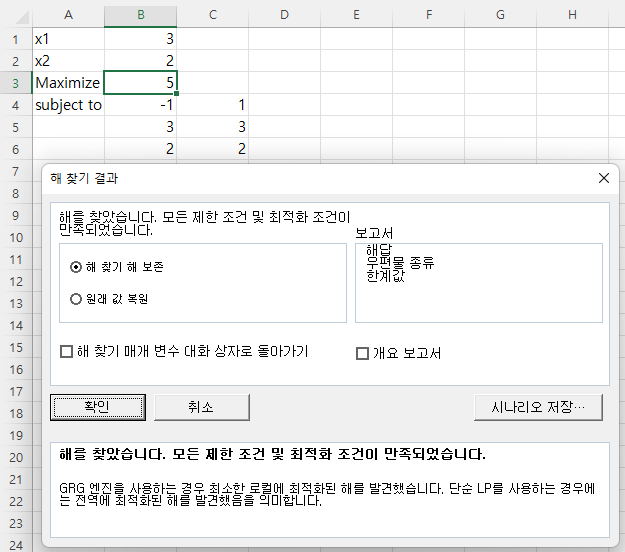 A B C D E F G H
1 x1 3
2 x2 2
3 Maximize 5
4 subject to -1 1
5 3 3
6 2 2
7
8 해 찾기 결과
9 해를 찾았습니다. 모든 제한 조건 및 최적화 조건이
10 만족되었습니다. 보고서
11 해답
우편물 종류
12 해 찾기 해 보존 한계값
13 원래 값 복원
14
15 해 찾기 매개 변수 대화 상자로 돌아가기 개요 보고서
16
17
18 확인 취소 시나리오 저장...
19
20 해를 찾았습니다. 모든 제한 조건 및 최적화 조건이 만족되었습니다.
21
22 GRG 엔진을 사용하는 경우 최소한 로컬에 최적화된 해를 발견했습니다. 단순 LP를 사용하는 경우에
는 전역에 최적화된 해를 발견했음을 의미합니다.
23
24